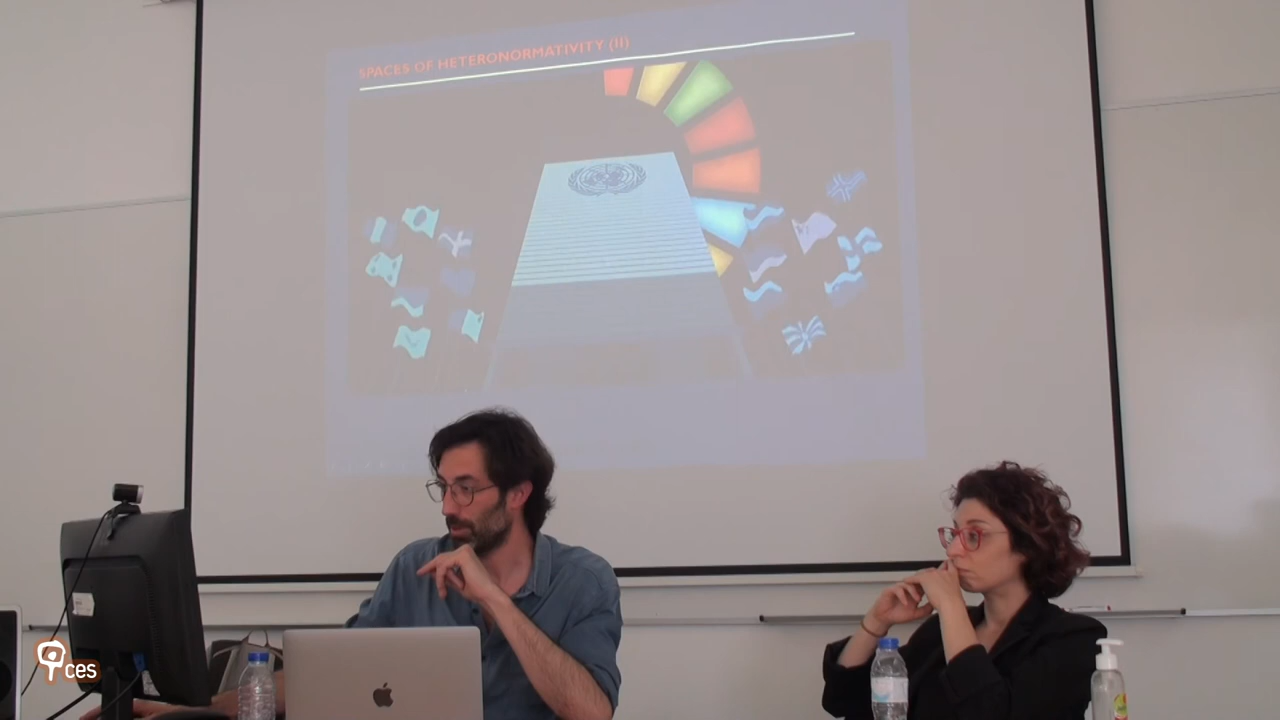 SPACES OF HETERONORMATIVITY (II)
ces